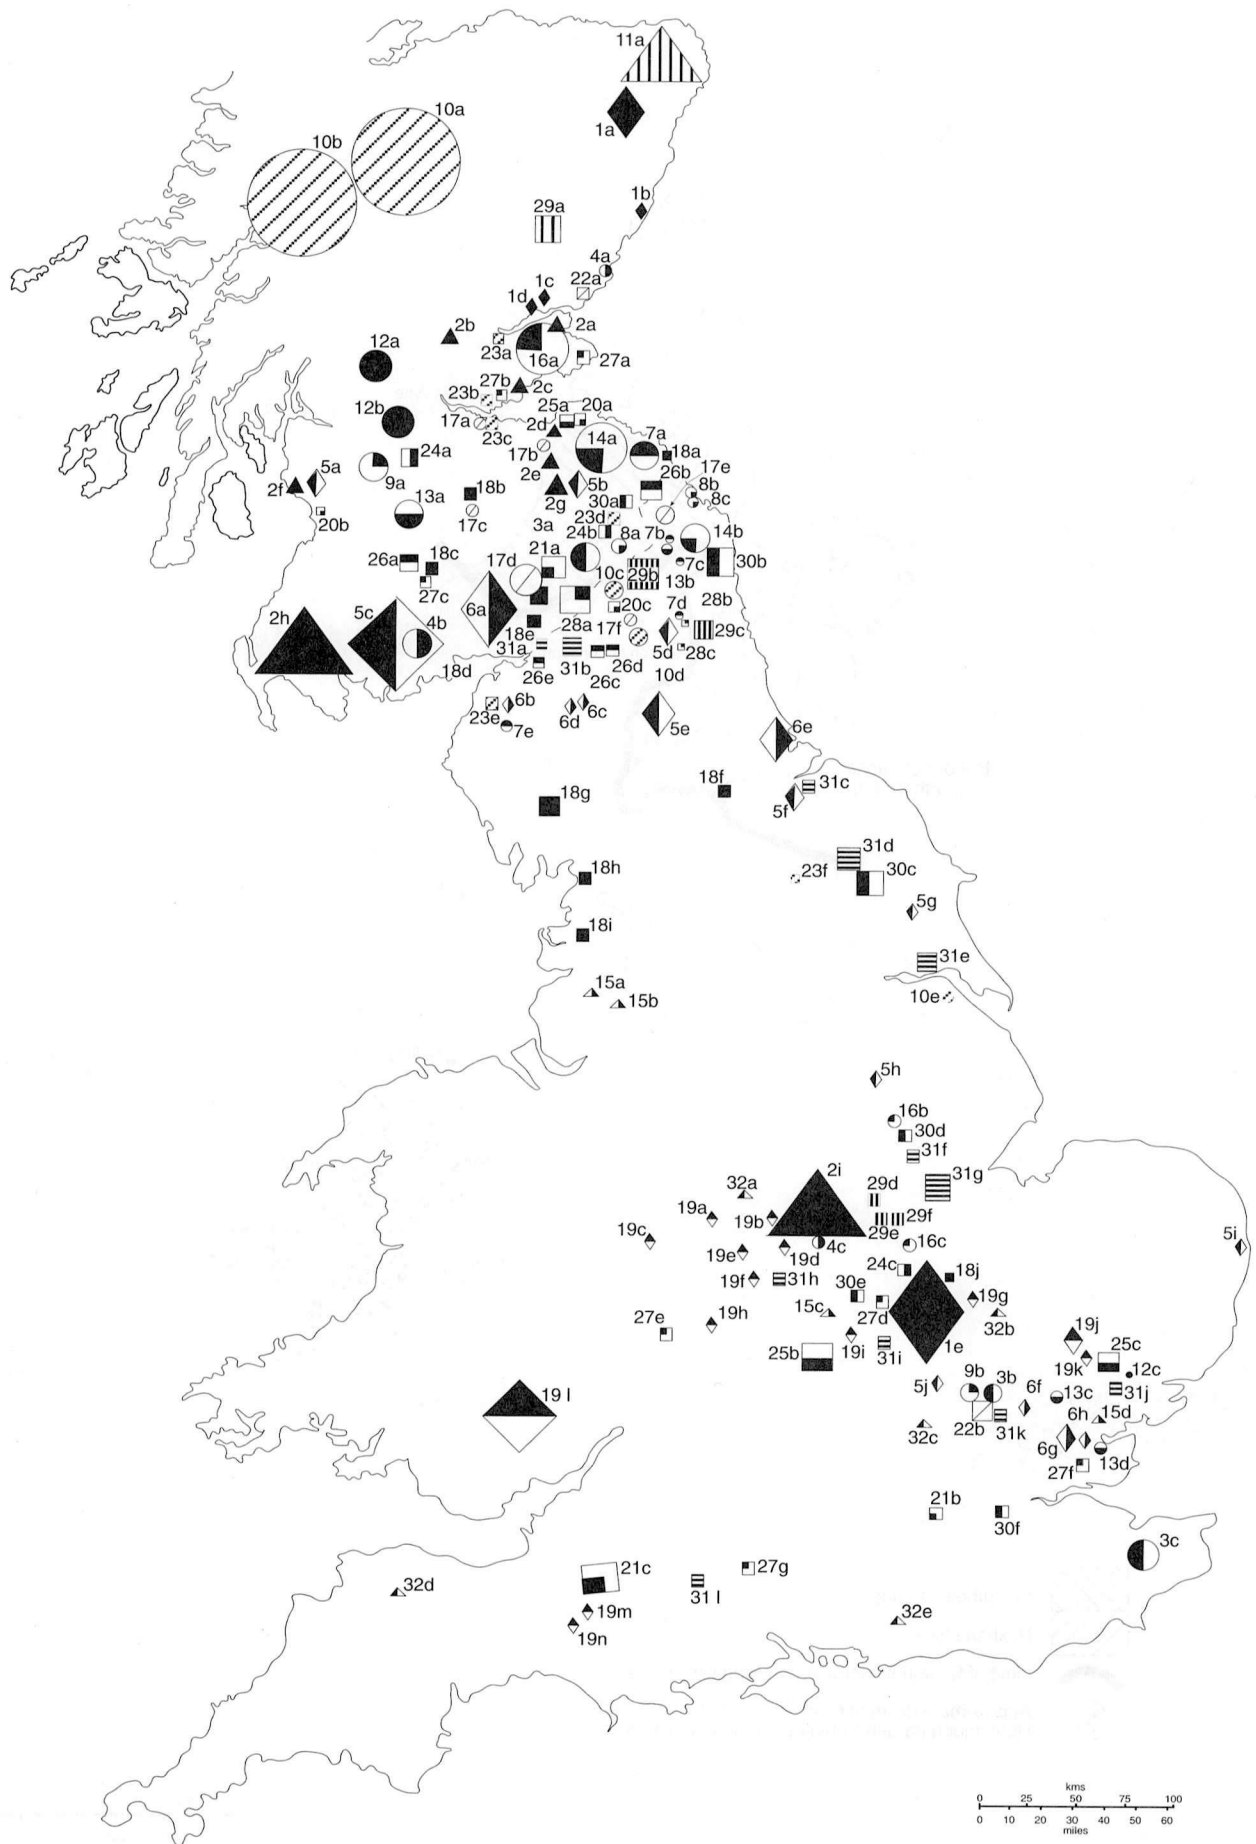 11a
10a
1a
10b
1b
29a
4a
1c
22a
1d
2b
2a
12a
23a
16a
27a
27b
2c
23b
12b
25a
20a
17a
2d
23c
14a
7a
24a
18a
17b
17e
9a
2e
26b
5a
8b
2f
18b
5b
8c
13a
2g
30a
20b
17c
3a
23d
24b
8a
7b
14b
21a
26a
18c
17d
7c
30b
10c
29b
13b
27c
28b
2h
5c
4b
6a
20c
7d
28a
18e
17f
29c
31a
5d
28c
31b
26d
18d
26e
26c
10d
23e
6b
6c
6d
5e
7e
6e
18f
31c
18g
5f
31d
18h
23f
30c
5g
18i
31e
15a
15b
10e
5h
16b
30d
31f
2i
31g
32a
29d
19a
19b
29f
19c
29e
5i
4c
16c
19e
19d
24c
18j
19f
31h
30e
19g
15c
27d
32b
19j
27e
19h
19i
1e
25b
31i
25c
19k
12c
9b
3b
6f
13c
31j
5j
19 l
6h
15d
32c
22b
31k
6g
27f
13d
21b
30f
3c
21c
27g
32d
31 l
19m
32e
19n
kms
0 25 50 75 100
0 10 20 30 40 50 60
miles